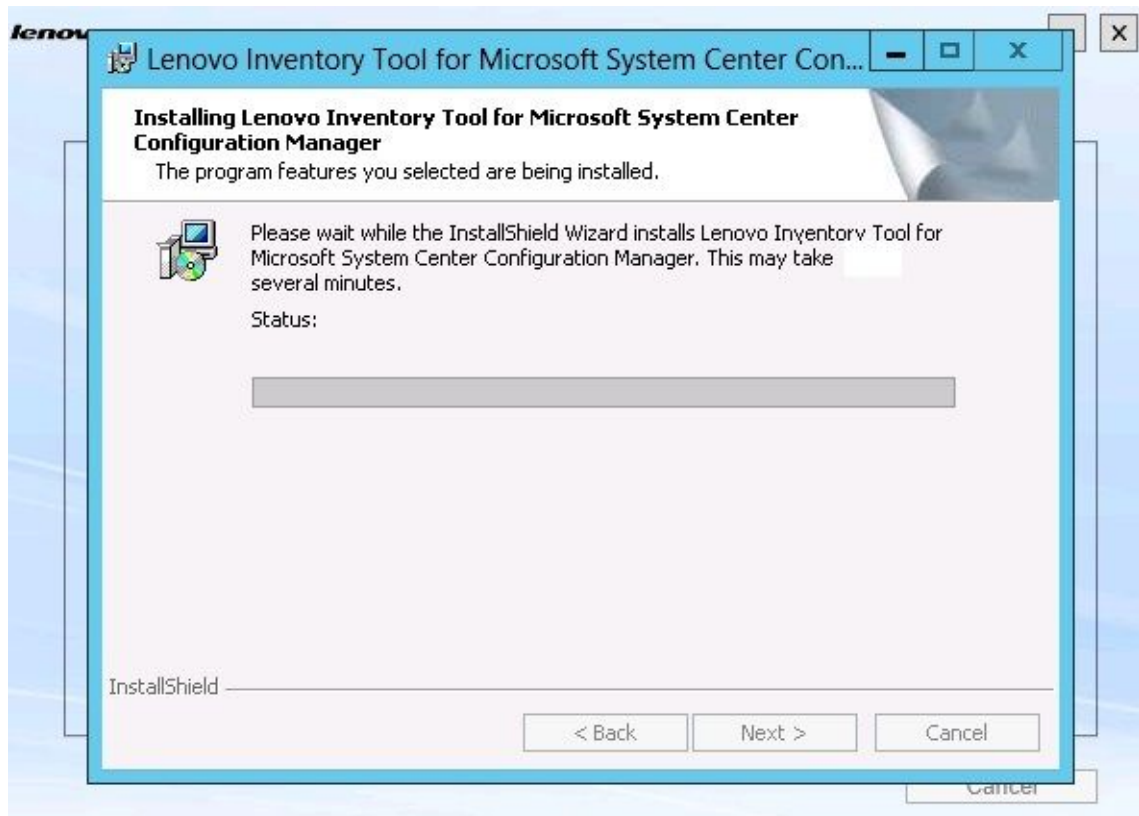 lenov
X
Lenovo Inventory Tool for Microsoft System Center Con...
Installing Lenovo Inventory Tool for Microsoft System Center
Configuration Manager
The program features you selected are being installed.
Please wait while the InstallShield Wizard installs Lenovo Inventory Tool for
Microsoft System Center Configuration Manager. This may take
several minutes.
Status:
InstallShield
< Back
Next >
Cancel
Cancel